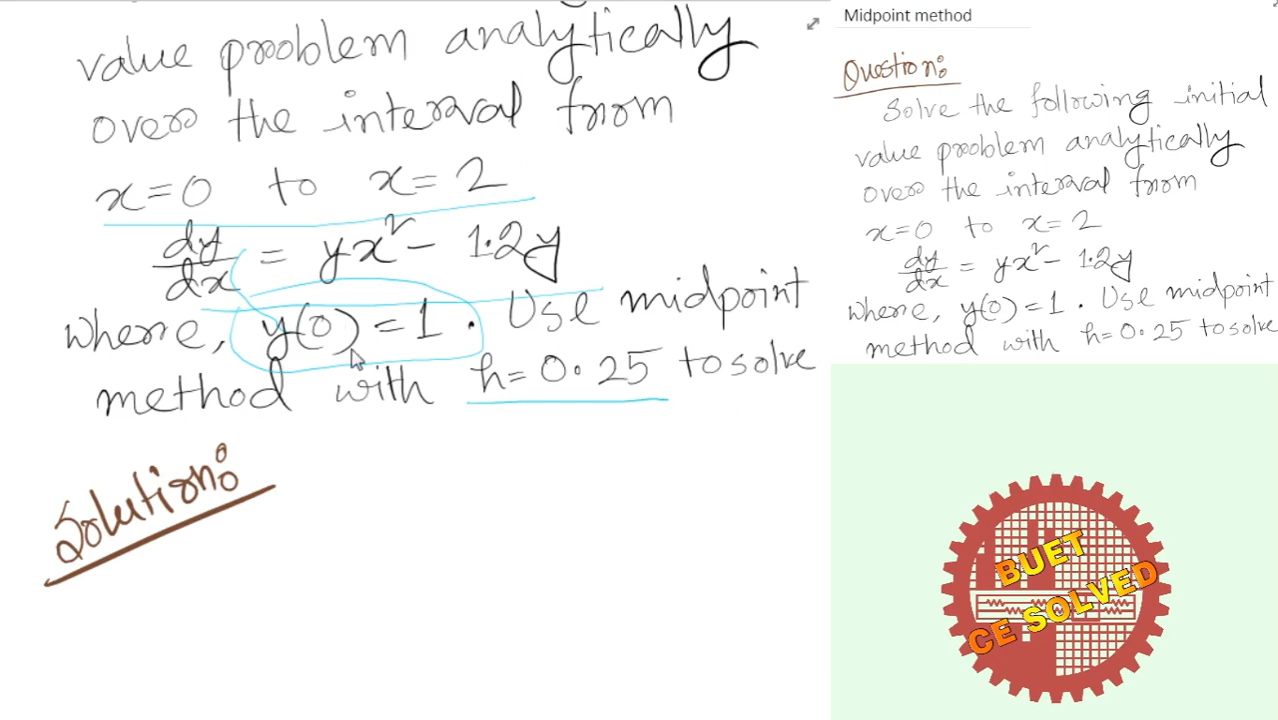 value problem analytically
over the interval from
x=0 to x=2
dy/dx = yx² - 1.2y
where, y(0)=1. Use midpoint
method with h=0.25 to solve
Solution:
Midpoint method
Question:
Solve the following initial
value problem analytically
over the interval from
x=0 to x=2
dy/dx = yx² - 1.2y
where, y(0)=1. Use midpoint
method with h=0.25 to solve
BUET
CE SOLVED